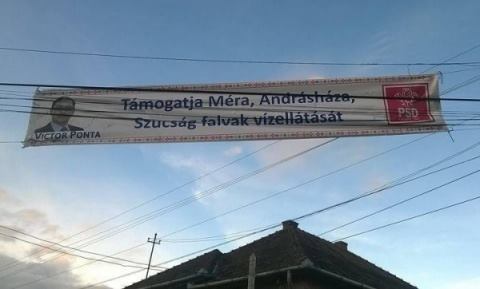 Támogatja Méra, Andrásháza,
Szucság falvak vízellátását
VICTOR PONTA
PSD